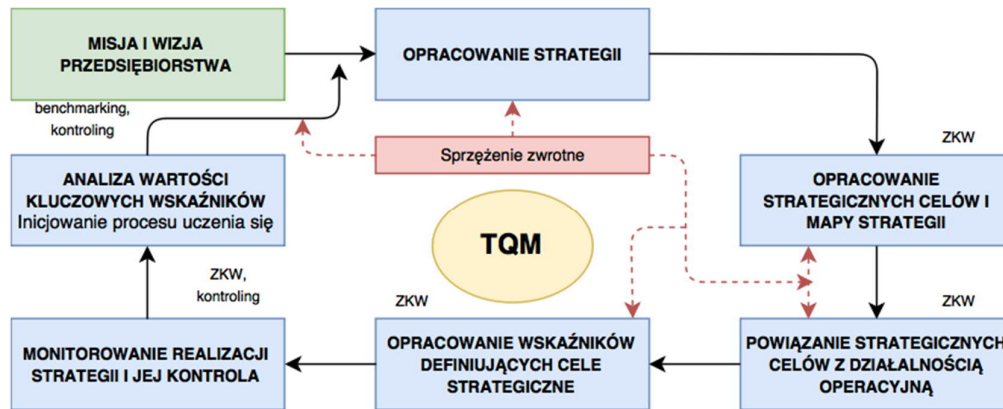 MISJA I WIZJA
PRZEDSIĘBIORSTWA
OPRACOWANIE STRATEGII
benchmarking,
kontroling
Sprzężenie zwrotne
ZKW
ANALIZA WARTOŚCI
KLUCZOWYCH WSKAŹNIKÓW
Inicjowanie procesu uczenia się
OPRACOWANIE
STRATEGICZNYCH CELÓW I
MAPY STRATEGII
TQM
ZKW,
kontroling
ZKW
ZKW
MONITOROWANIE REALIZACJI
STRATEGII I JEJ KONTROLA
OPRACOWANIE WSKAŹNIKÓW
DEFINIUJĄCYCH CELE
STRATEGICZNE
POWIĄZANIE STRATEGICZNYCH
CELÓW Z DZIAŁALNOŚCIĄ
OPERACYJNĄ